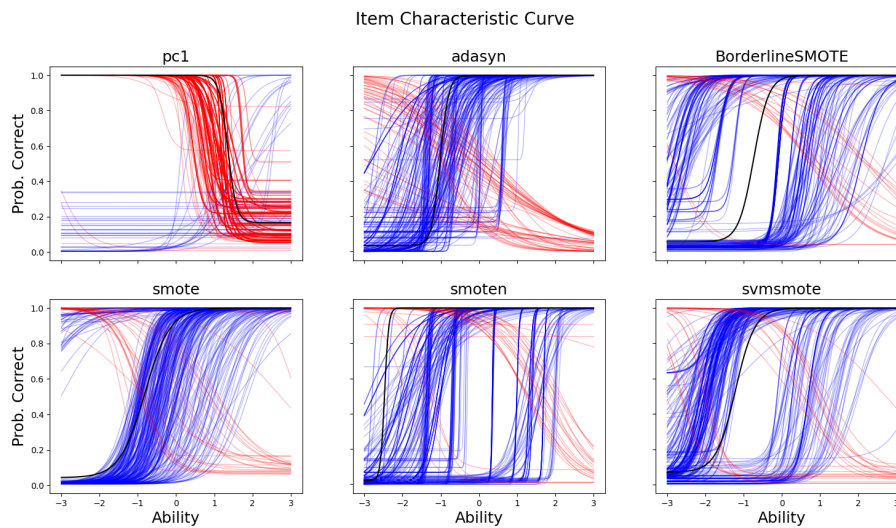 Item Characteristic Curve
pc1
adasyn
BorderlineSMOTE
Prob. Correct
1.0
0.8
0.6
0.4
0.2
0.0
smote
smoten
svmsmote
Prob. Correct
1.0
0.8
0.6
0.4
0.2
0.0
−3 −2 −1 0 1 2 3
−3 −2 −1 0 1 2 3
−3 −2 −1 0 1 2 3
Ability
Ability
Ability